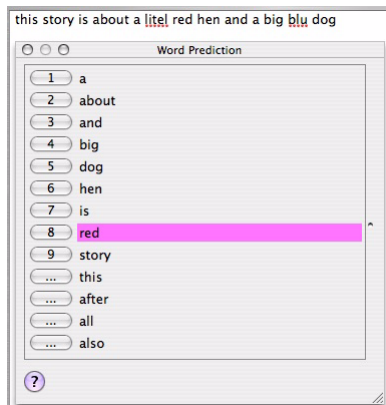 this story is about a litel red hen and a big blu dog
Word Prediction
1 a
2 about
3 and
4 big
5 dog
6 hen
7 is
8 red
9 story
... this
... after
... all
... also
?